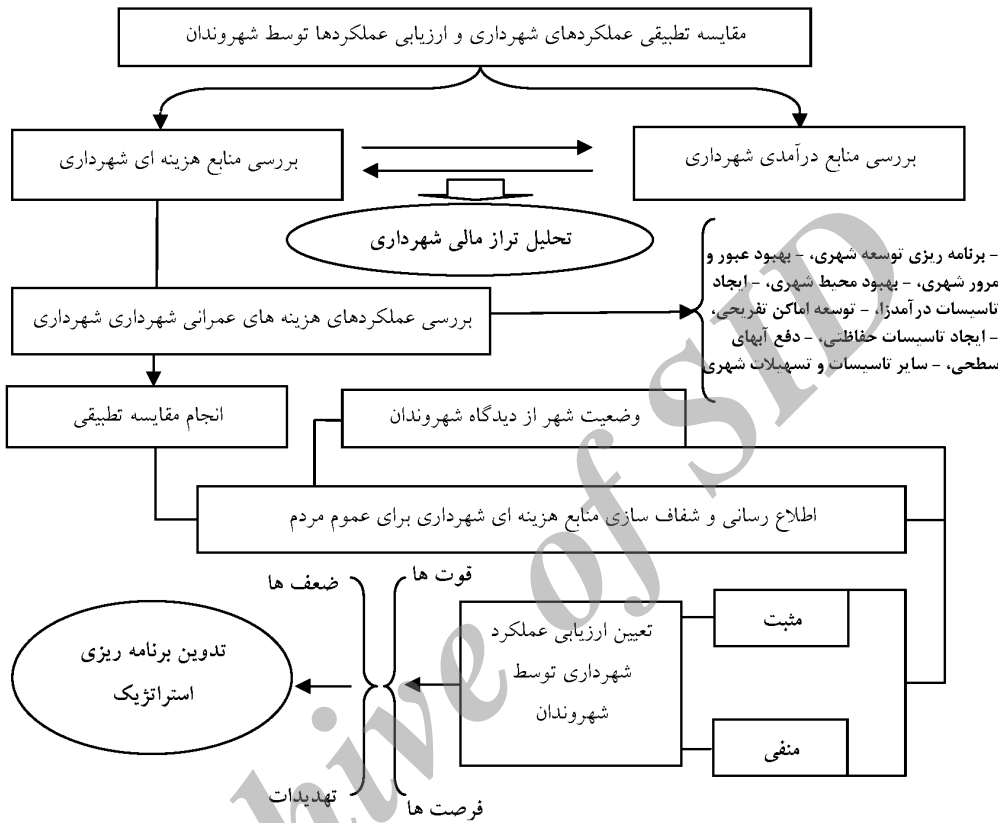 مقایسه تطبیقی عملکردهای شهرداری و ارزیابی عملکردها توسط شهروندان
بررسی منابع درآمدی شهرداری
بررسی منابع هزینه ای شهرداری
تحلیل تراز مالی شهرداری
- برنامه ریزی توسعه شهری، - بهبود عبور و
مرور شهری، - بهبود محیط شهری، - ایجاد
تاسیسات درآمدزا، - توسعه اماکن تفریحی،
- ایجاد تاسیسات حفاظتی، - دفع آبهای
سطحی، - سایر تاسیسات و تسهیلات شهری
بررسی عملکردهای هزینه های عمرانی شهرداری شهرداری
وضعیت شهر از دیدگاه شهروندان
انجام مقایسه تطبیقی
اطلاع رسانی و شفاف سازی منابع هزینه ای شهرداری برای عموم مردم
قوت ها
ضعف ها
مثبت
تعیین ارزیابی عملکرد
شهرداری توسط
شهروندان
تدوین برنامه ریزی
استراتژیک
منفی
فرصت ها
تهدیدات
hive of SID